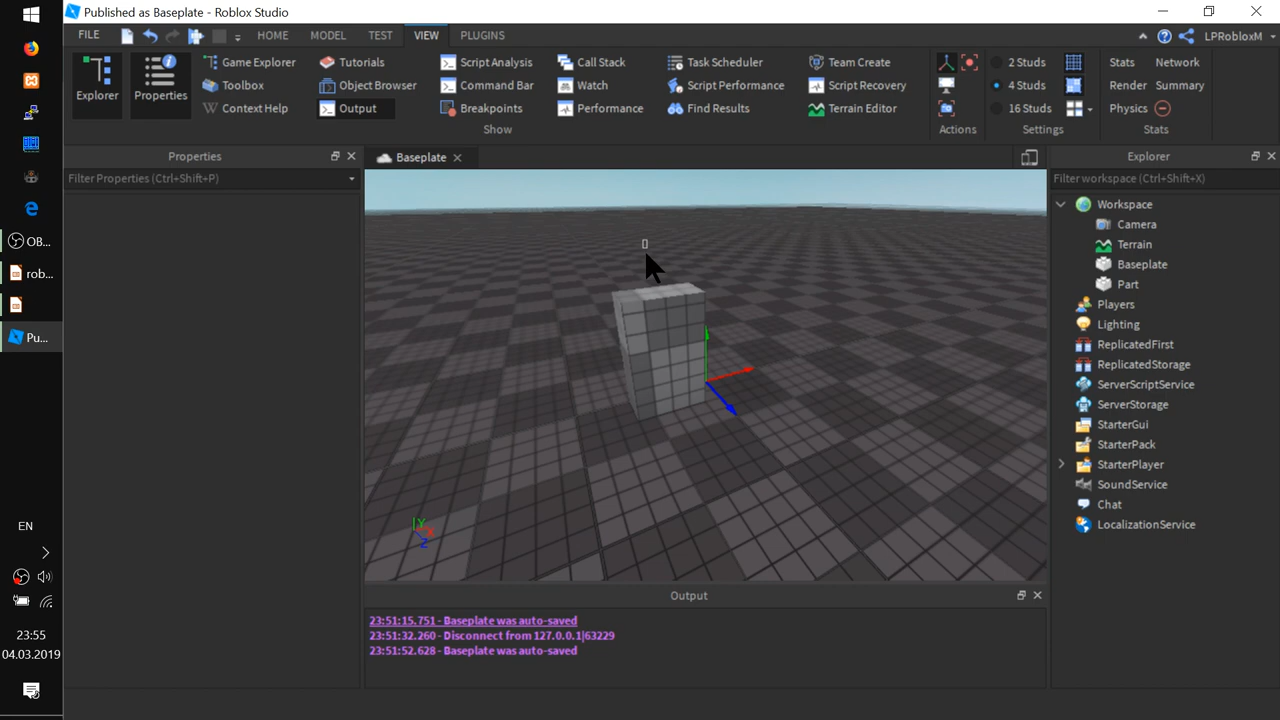 Published as Baseplate - Roblox Studio
FILE HOME MODEL TEST VIEW PLUGINS LPRobloxM
Explorer
Properties
Game Explorer
Toolbox
Context Help
Tutorials
Object Browser
Output
Script Analysis
Command Bar
Breakpoints
Call Stack
Watch
Performance
Task Scheduler
Script Performance
Find Results
Team Create
Script Recovery
Terrain Editor
Show
Actions
2 Studs
4 Studs
16 Studs
Settings
Stats Network
Render Summary
Physics
Stats
Properties
Filter Properties (Ctrl+Shift+P)
Baseplate
Y
X
Z
Output
23:51:15.751 - Baseplate was auto-saved
23:51:32.260 - Disconnect from 127.0.0.1|63229
23:51:52.628 - Baseplate was auto-saved
Explorer
Filter workspace (Ctrl+Shift+X)
Workspace
Camera
Terrain
Baseplate
Part
Players
Lighting
ReplicatedFirst
ReplicatedStorage
ServerScriptService
ServerStorage
StarterGui
StarterPack
StarterPlayer
SoundService
Chat
LocalizationService
OB...
rob...
Pu...
EN
23:55
04.03.2019